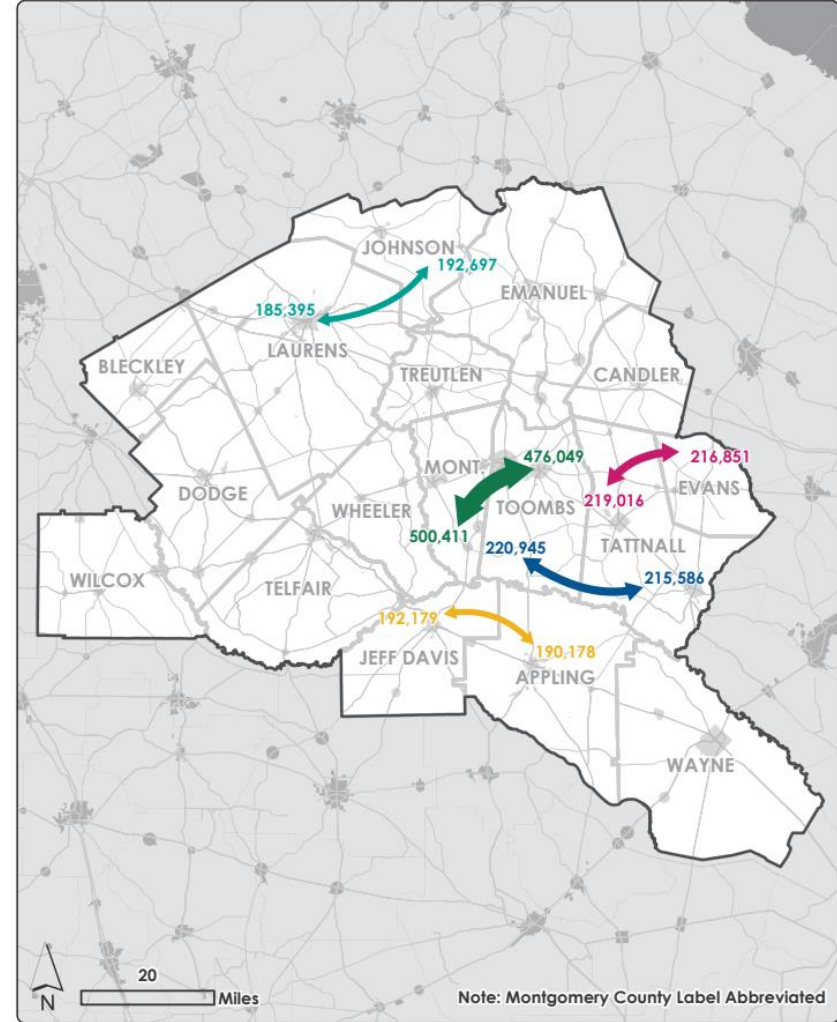 JOHNSON
192,697
EMANUEL
185,395
LAURENS
BLECKLEY
TREUTLEN
CANDLER
476,049
216,851
MONT.
EVANS
DODGE
219,016
WHEELER
TOOMBS
500,411
220,945
TATTNALL
WILCOX
215,586
TELFAIR
192,179
190,178
JEFF DAVIS
APPLING
WAYNE
20
Miles
N
Note: Montgomery County Label Abbreviated